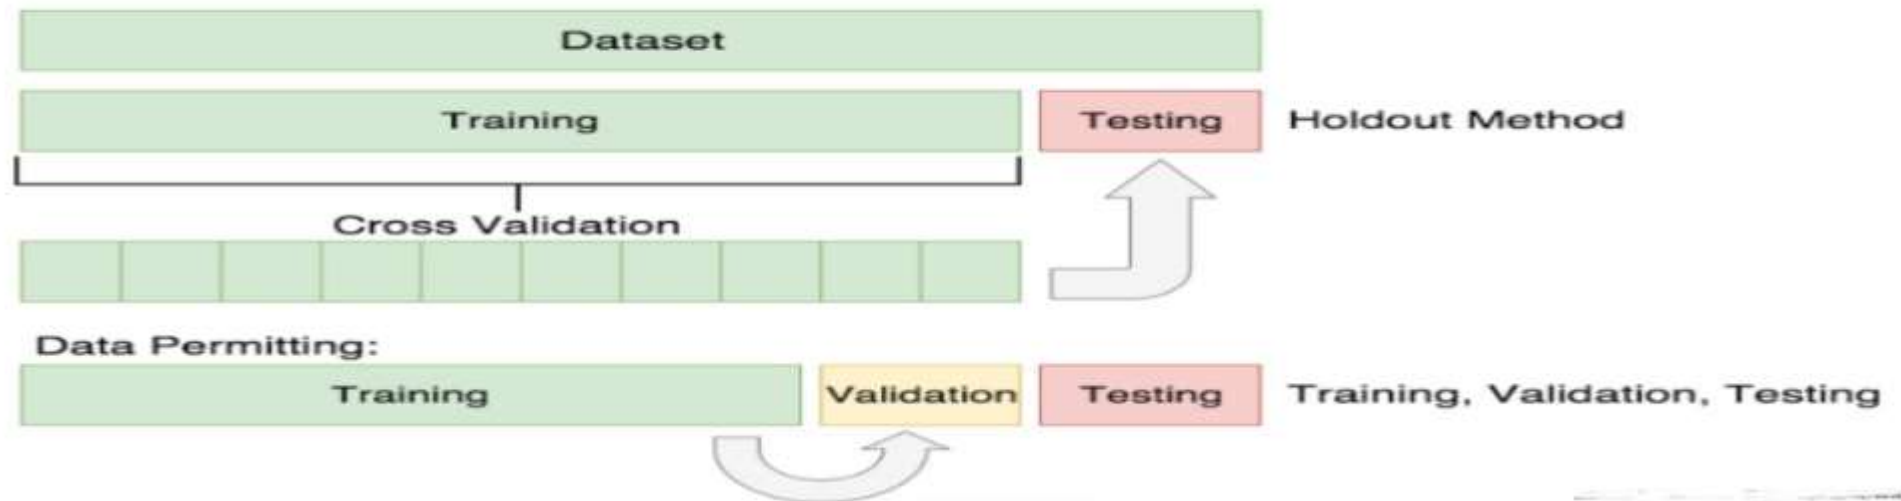 Dataset
Training Testing Holdout Method
Cross Validation
Data Permitting:
Training Validation Testing Training, Validation, Testing